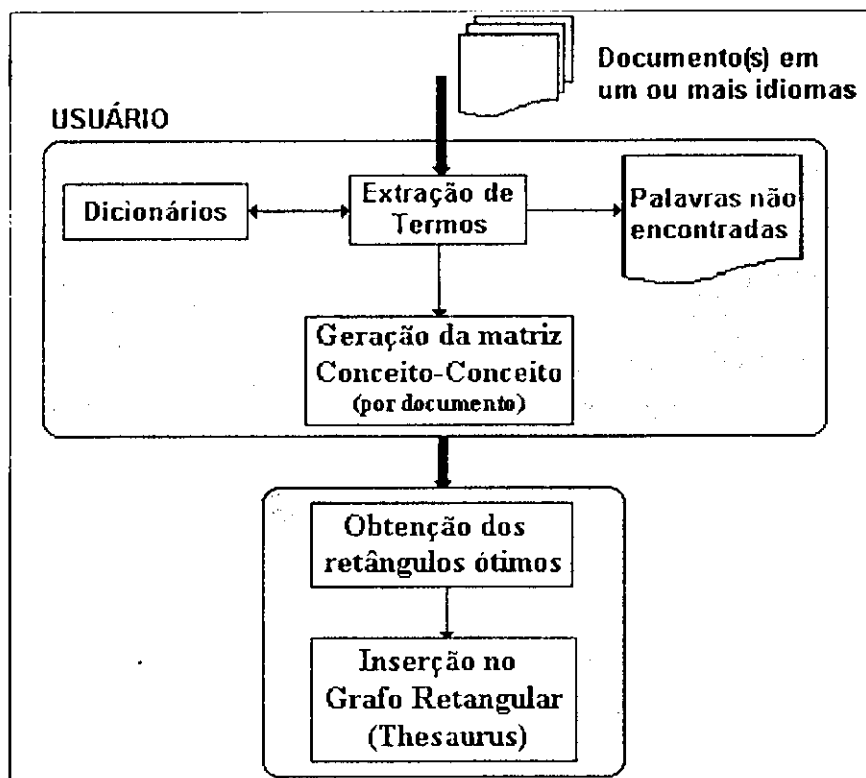 Documento(s) em
um ou mais idiomas
USUÁRIO
Dicionários
Extração de
Termos
Palavras não
encontradas
Geração da matriz
Conceito-Conceito
(por documento)
Obtenção dos
retângulos ótimos
Inserção no
Grafo Retangular
(Thesaurus)